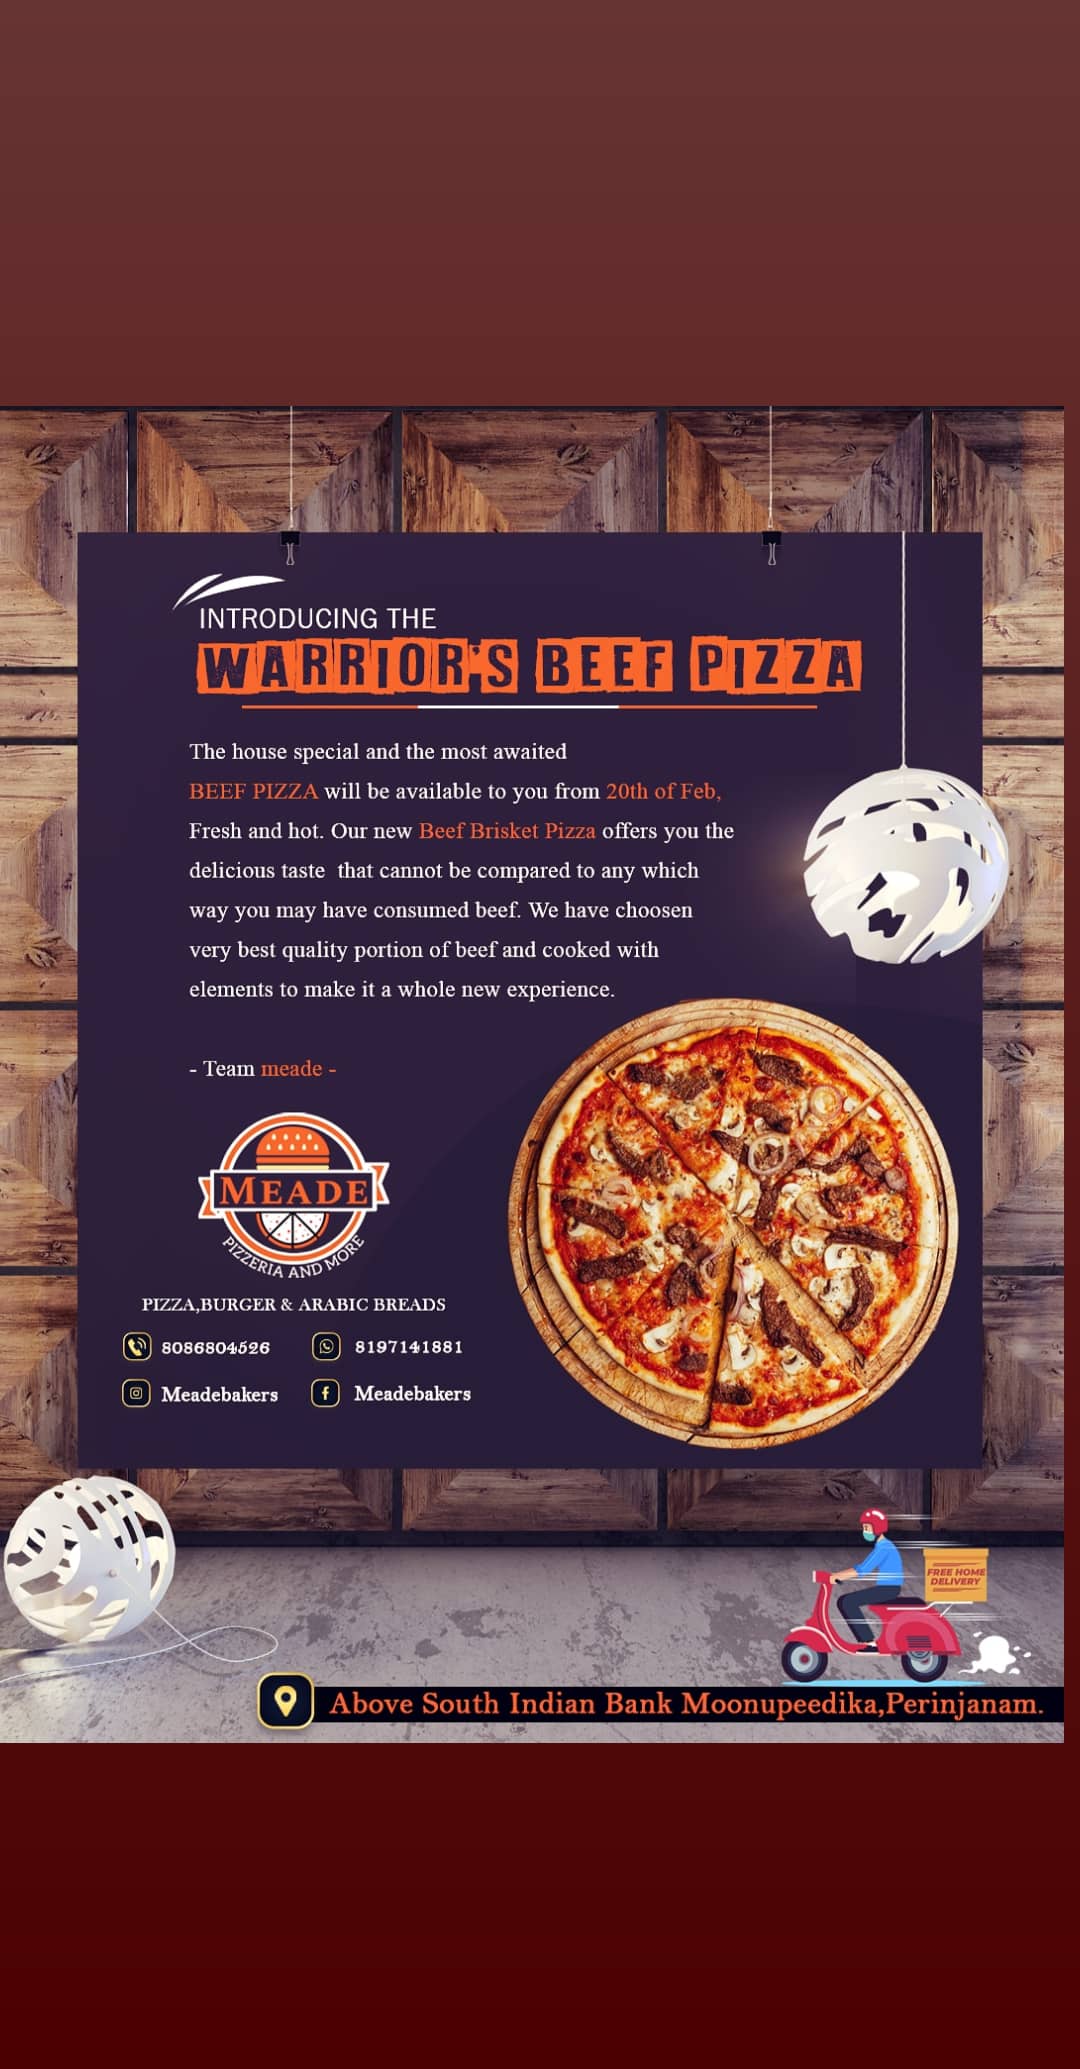 INTRODUCING THE
WARRIOR'S BEEF PIZZA
The house special and the most awaited
BEEF PIZZA will be available to you from 20th of Feb,
Fresh and hot. Our new Beef Brisket Pizza offers you the
delicious taste that cannot be compared to any which
way you may have consumed beef. We have choosen
very best quality portion of beef and cooked with
elements to make it a whole new experience.
- Team meade -
MEADE
PIZZERIA AND MORE
PIZZA,BURGER & ARABIC BREADS
8086804526
8197141881
Meadebakers
Meadebakers
FREE HOME
DELIVERY
Above South Indian Bank Moonupeedika,Perinjanam.